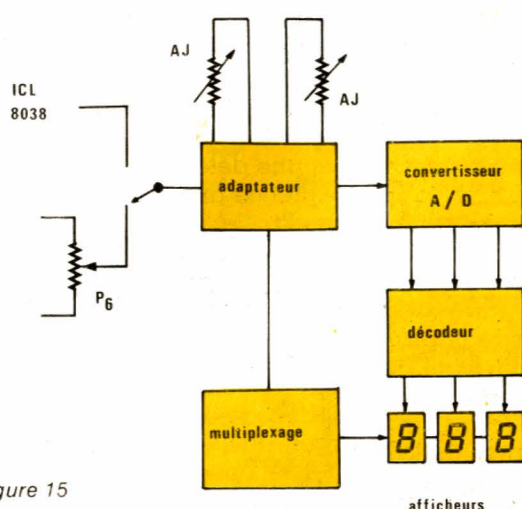 AJ
AJ
ICL
8038
adaptateur
convertisseur
A / D
P6
décodeur
multiplexage
8 8 8
gure 15
afficheurs